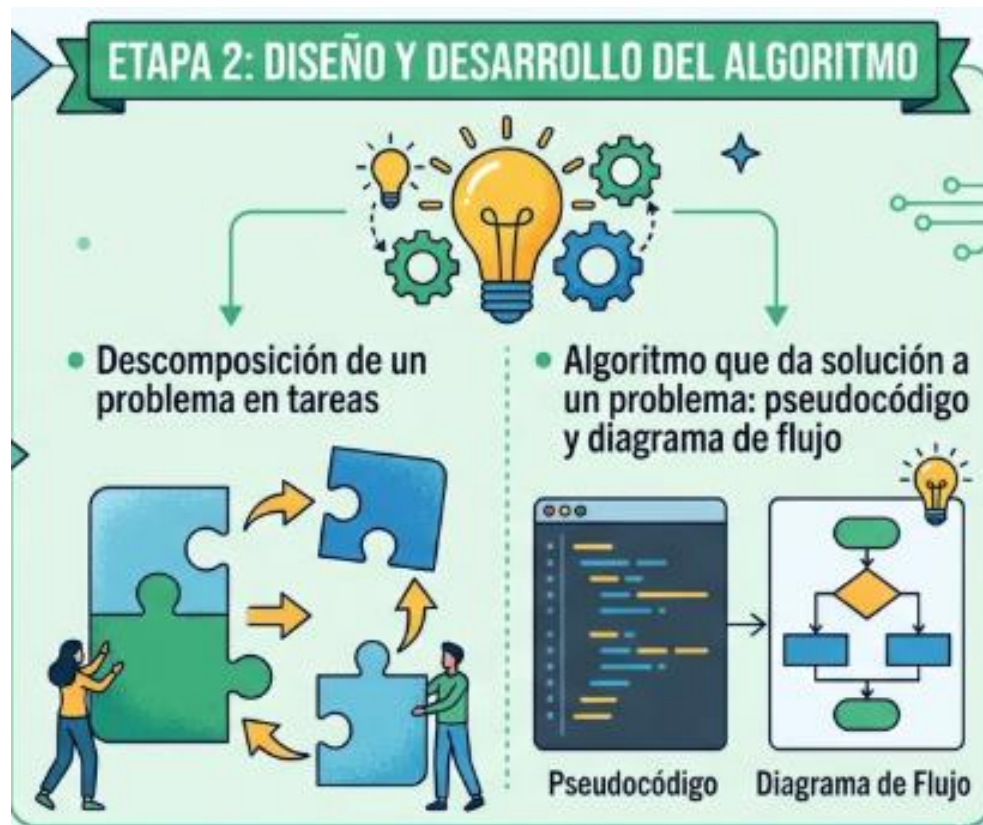 ETAPA 2: DISEÑO Y DESARROLLO DEL ALGORITMO
• Descomposición de un
problema en tareas
• Algoritmo que da solución a
un problema: pseudocódigo
y diagrama de flujo
Pseudocódigo
Diagrama de Flujo